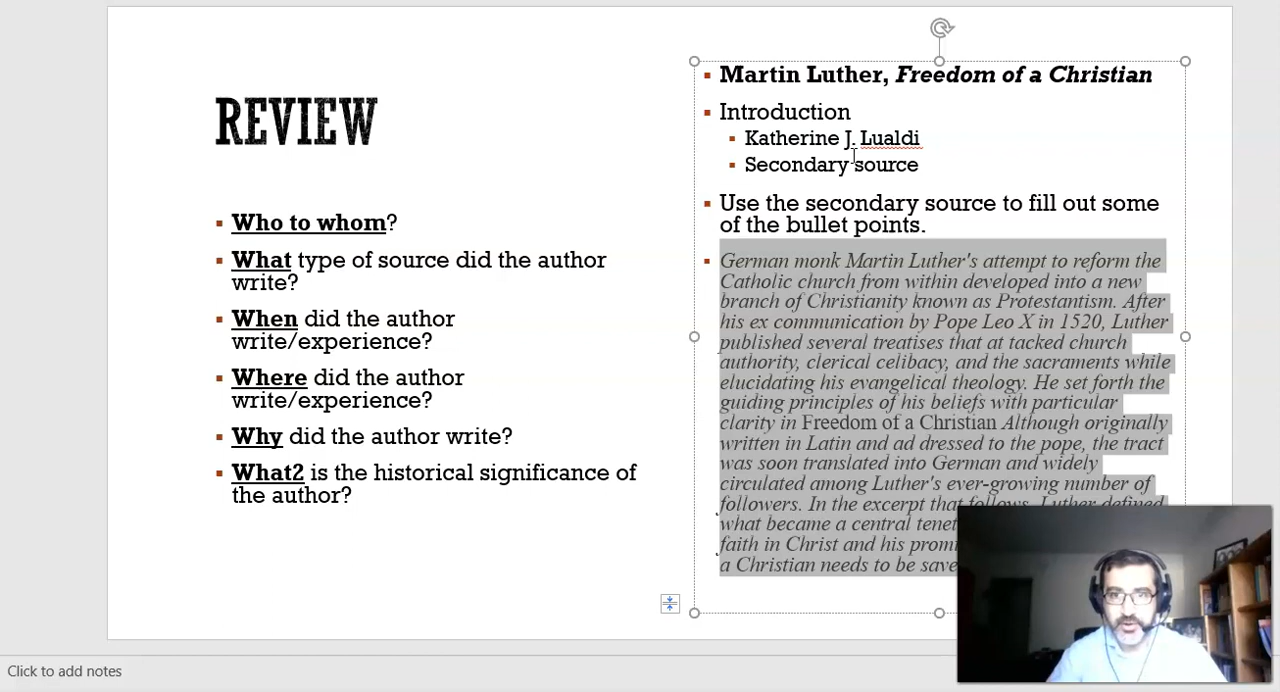 REVIEW
Who to whom?
What type of source did the author
write?
When did the author
write/experience?
Where did the author
write/experience?
Why did the author write?
What2 is the historical significance of
the author?
Martin Luther, Freedom of a Christian
Introduction
Katherine J. Lualdi
Secondary source
Use the secondary source to fill out some
of the bullet points.
German monk Martin Luther's attempt to reform the
Catholic church from within developed into a new
branch of Christianity known as Protestantism. After
his ex communication by Pope Leo X in 1520, Luther
published several treatises that at tacked church
authority, clerical celibacy, and the sacraments while
elucidating his evangelical theology. He set forth the
guiding principles of his beliefs with particular
clarity in Freedom of a Christian Although originally
written in Latin and ad dressed to the pope, the tract
was soon translated into German and widely
circulated among Luther's ever-growing number of
followers. In the excerpt that follows, Luther defined
what became a central tenet
faith in Christ and his
a Christian needs to be
Click to add notes